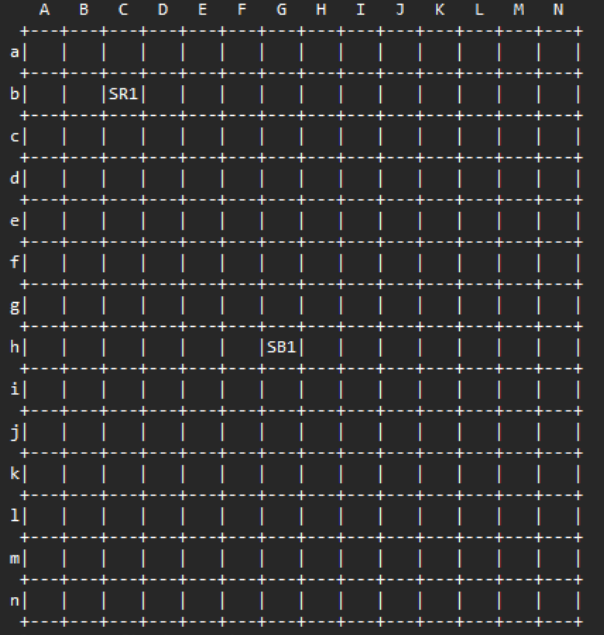 A B C D E F G H I J K L M N
+---+---+---+---+---+---+---+---+---+---+---+---+---+---+
a|   |   |   |   |   |   |   |   |   |   |   |   |   |   |
+---+---+---+---+---+---+---+---+---+---+---+---+---+---+
b|   |   |SR1|   |   |   |   |   |   |   |   |   |   |   |
+---+---+---+---+---+---+---+---+---+---+---+---+---+---+
c|   |   |   |   |   |   |   |   |   |   |   |   |   |   |
+---+---+---+---+---+---+---+---+---+---+---+---+---+---+
d|   |   |   |   |   |   |   |   |   |   |   |   |   |   |
+---+---+---+---+---+---+---+---+---+---+---+---+---+---+
e|   |   |   |   |   |   |   |   |   |   |   |   |   |   |
+---+---+---+---+---+---+---+---+---+---+---+---+---+---+
f|   |   |   |   |   |   |   |   |   |   |   |   |   |   |
+---+---+---+---+---+---+---+---+---+---+---+---+---+---+
g|   |   |   |   |   |   |   |   |   |   |   |   |   |   |
+---+---+---+---+---+---+---+---+---+---+---+---+---+---+
h|   |   |   |   |   |   |SB1|   |   |   |   |   |   |   |
+---+---+---+---+---+---+---+---+---+---+---+---+---+---+
i|   |   |   |   |   |   |   |   |   |   |   |   |   |   |
+---+---+---+---+---+---+---+---+---+---+---+---+---+---+
j|   |   |   |   |   |   |   |   |   |   |   |   |   |   |
+---+---+---+---+---+---+---+---+---+---+---+---+---+---+
k|   |   |   |   |   |   |   |   |   |   |   |   |   |   |
+---+---+---+---+---+---+---+---+---+---+---+---+---+---+
l|   |   |   |   |   |   |   |   |   |   |   |   |   |   |
+---+---+---+---+---+---+---+---+---+---+---+---+---+---+
m|   |   |   |   |   |   |   |   |   |   |   |   |   |   |
+---+---+---+---+---+---+---+---+---+---+---+---+---+---+
n|   |   |   |   |   |   |   |   |   |   |   |   |   |   |
+---+---+---+---+---+---+---+---+---+---+---+---+---+---+